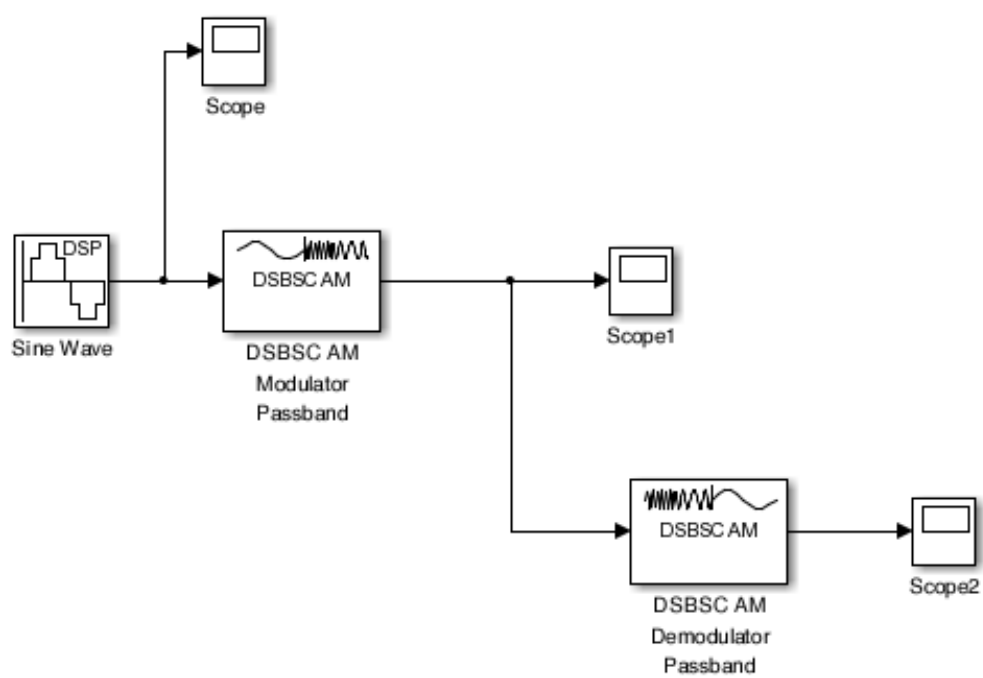 Scope
DSP
Sine Wave
DSBSC AM
DSBSC AM
Modulator
Passband
Scope1
DSBSC AM
DSBSC AM
Demodulator
Passband
Scope2